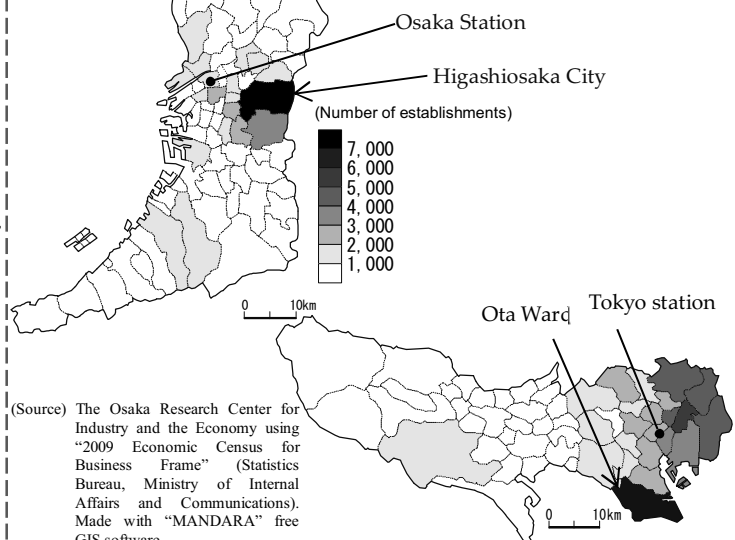 Osaka Station
Higashiosaka City
(Number of establishments)
7, 000
6, 000
5, 000
4, 000
3, 000
2, 000
1, 000
0 10km
Ota Ward
Tokyo station
(Source) The Osaka Research Center for
Industry and the Economy using
“2009 Economic Census for
Business Frame” (Statistics
Bureau, Ministry of Internal
Affairs and Communications).
Made with “MANDARA” free
GIS software
0 10km